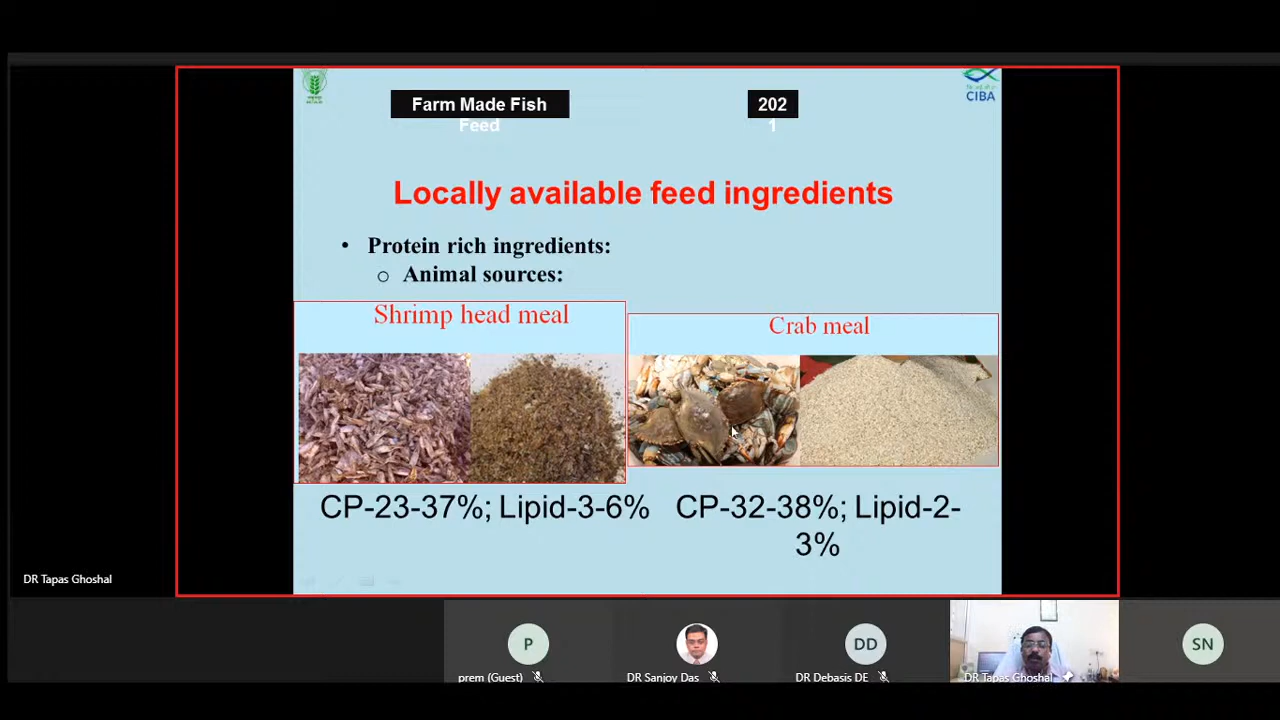 Farm Made Fish
Feed
202
1
CIBA
Locally available feed ingredients
• Protein rich ingredients:
o Animal sources:
Shrimp head meal
Crab meal
CP-23-37%; Lipid-3-6%
CP-32-38%; Lipid-2-
3%
DR Tapas Ghoshal
P
prem (Guest)
DR Sanjoy Das
DD
DR Debasis DE
DR Tapas Ghoshal
SN